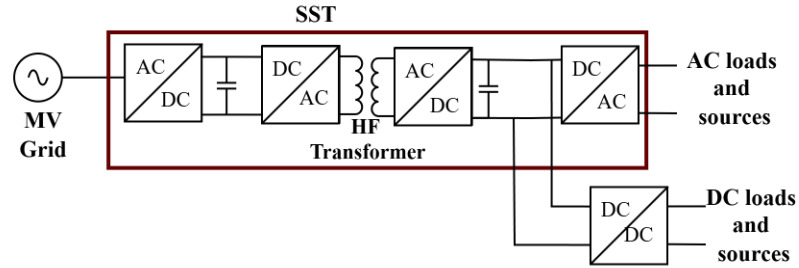 SST
AC
DC
DC
AC
AC
DC
DC
AC
AC loads
and
sources
MV
Grid
HF
Transformer
DC
DC
DC loads
and
sources